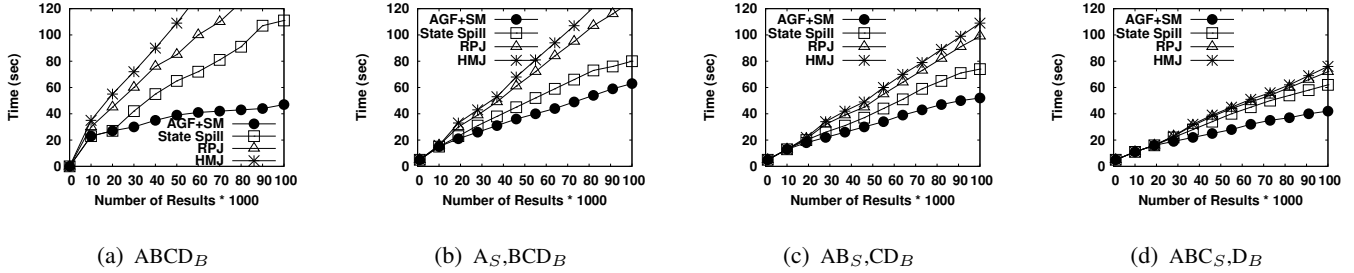 120
100
80
60
40
20
0
Time (sec)
AGF+SM
State Spill
RPJ
HMJ
0 10 20 30 40 50 60 70 80 90 100
Number of Results * 1000
(a) ABCD_B
120
100
80
60
40
20
0
Time (sec)
AGF+SM
State Spill
RPJ
HMJ
0 10 20 30 40 50 60 70 80 90 100
Number of Results * 1000
(b) A_S,BCD_B
120
100
80
60
40
20
0
Time (sec)
AGF+SM
State Spill
RPJ
HMJ
0 10 20 30 40 50 60 70 80 90 100
Number of Results * 1000
(c) AB_S,CD_B
120
100
80
60
40
20
0
Time (sec)
AGF+SM
State Spill
RPJ
HMJ
0 10 20 30 40 50 60 70 80 90 100
Number of Results * 1000
(d) ABC_S,D_B